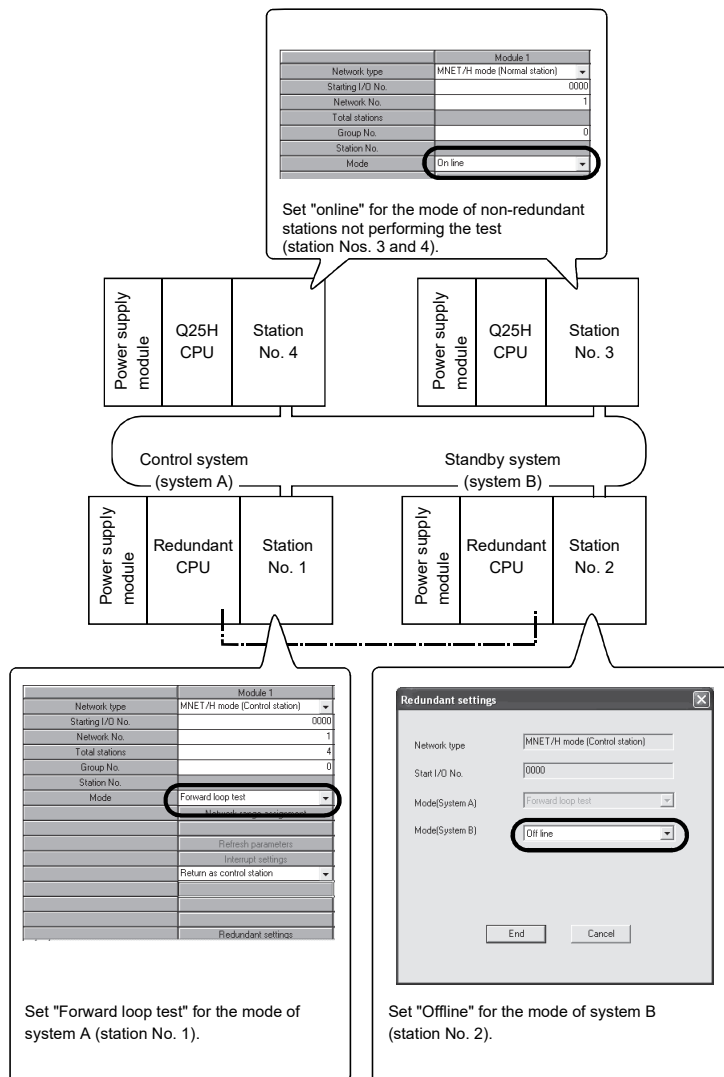 Module 1
Network type MNET/H mode (Normal station)
Starting I/O No. 0000
Network No. 1
Total stations
Group No. 0
Station No.
Mode On line
Set "online" for the mode of non-redundant
stations not performing the test
(station Nos. 3 and 4).
Power supply
module
Q25H
CPU
Station
No. 4
Power supply
module
Q25H
CPU
Station
No. 3
Control system
(system A)
Standby system
(system B)
Power supply
module
Redundant
CPU
Station
No. 1
Power supply
module
Redundant
CPU
Station
No. 2
Module 1
Network type MNET/H mode (Control station)
Starting I/O No. 0000
Network No. 1
Total stations 4
Group No. 0
Station No.
Mode Forward loop test
Network range assignment
Refresh parameters
Interrupt settings
Return as control station
Redundant settings
Set "Forward loop test" for the mode of
system A (station No. 1).
Redundant settings
Network type MNET/H mode (Control station)
Start I/O No. 0000
Mode(System A) Forward loop test
Mode(System B) Off line
End Cancel
Set "Offline" for the mode of system B
(station No. 2).